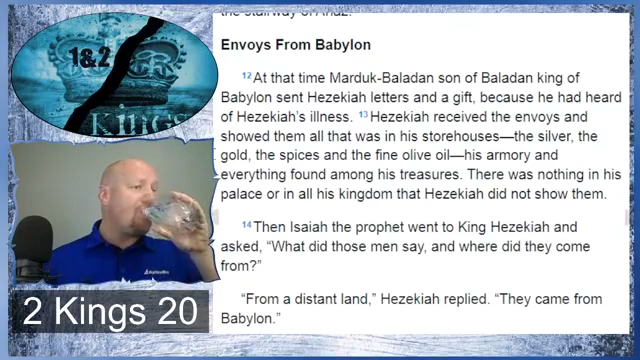 the stairway of Ahaz.
Envoys From Babylon
12 At that time Marduk-Baladan son of Baladan king of
Babylon sent Hezekiah letters and a gift, because he had heard
of Hezekiah’s illness. 13 Hezekiah received the envoys and
showed them all that was in his storehouses—the silver, the
gold, the spices and the fine olive oil—his armory and
everything found among his treasures. There was nothing in his
palace or in all his kingdom that Hezekiah did not show them.
14 Then Isaiah the prophet went to King Hezekiah and
asked, “What did those men say, and where did they come
from?”
“From a distant land,” Hezekiah replied. “They came from
Babylon.”
1&2
Kings
2 Kings 20